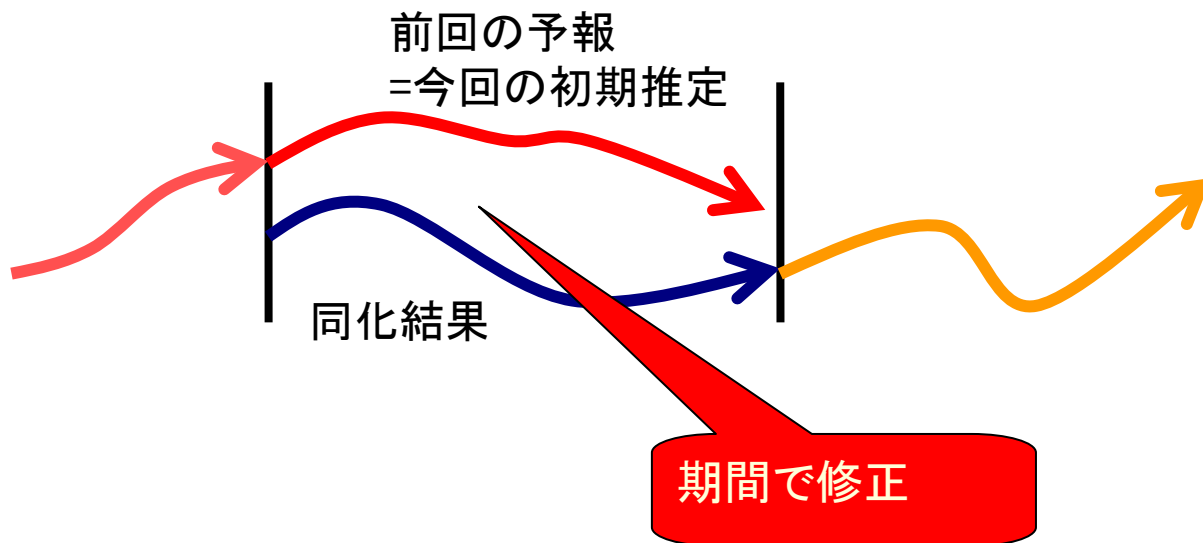 前回の予報
=今回の初期推定
同化結果
期間で修正